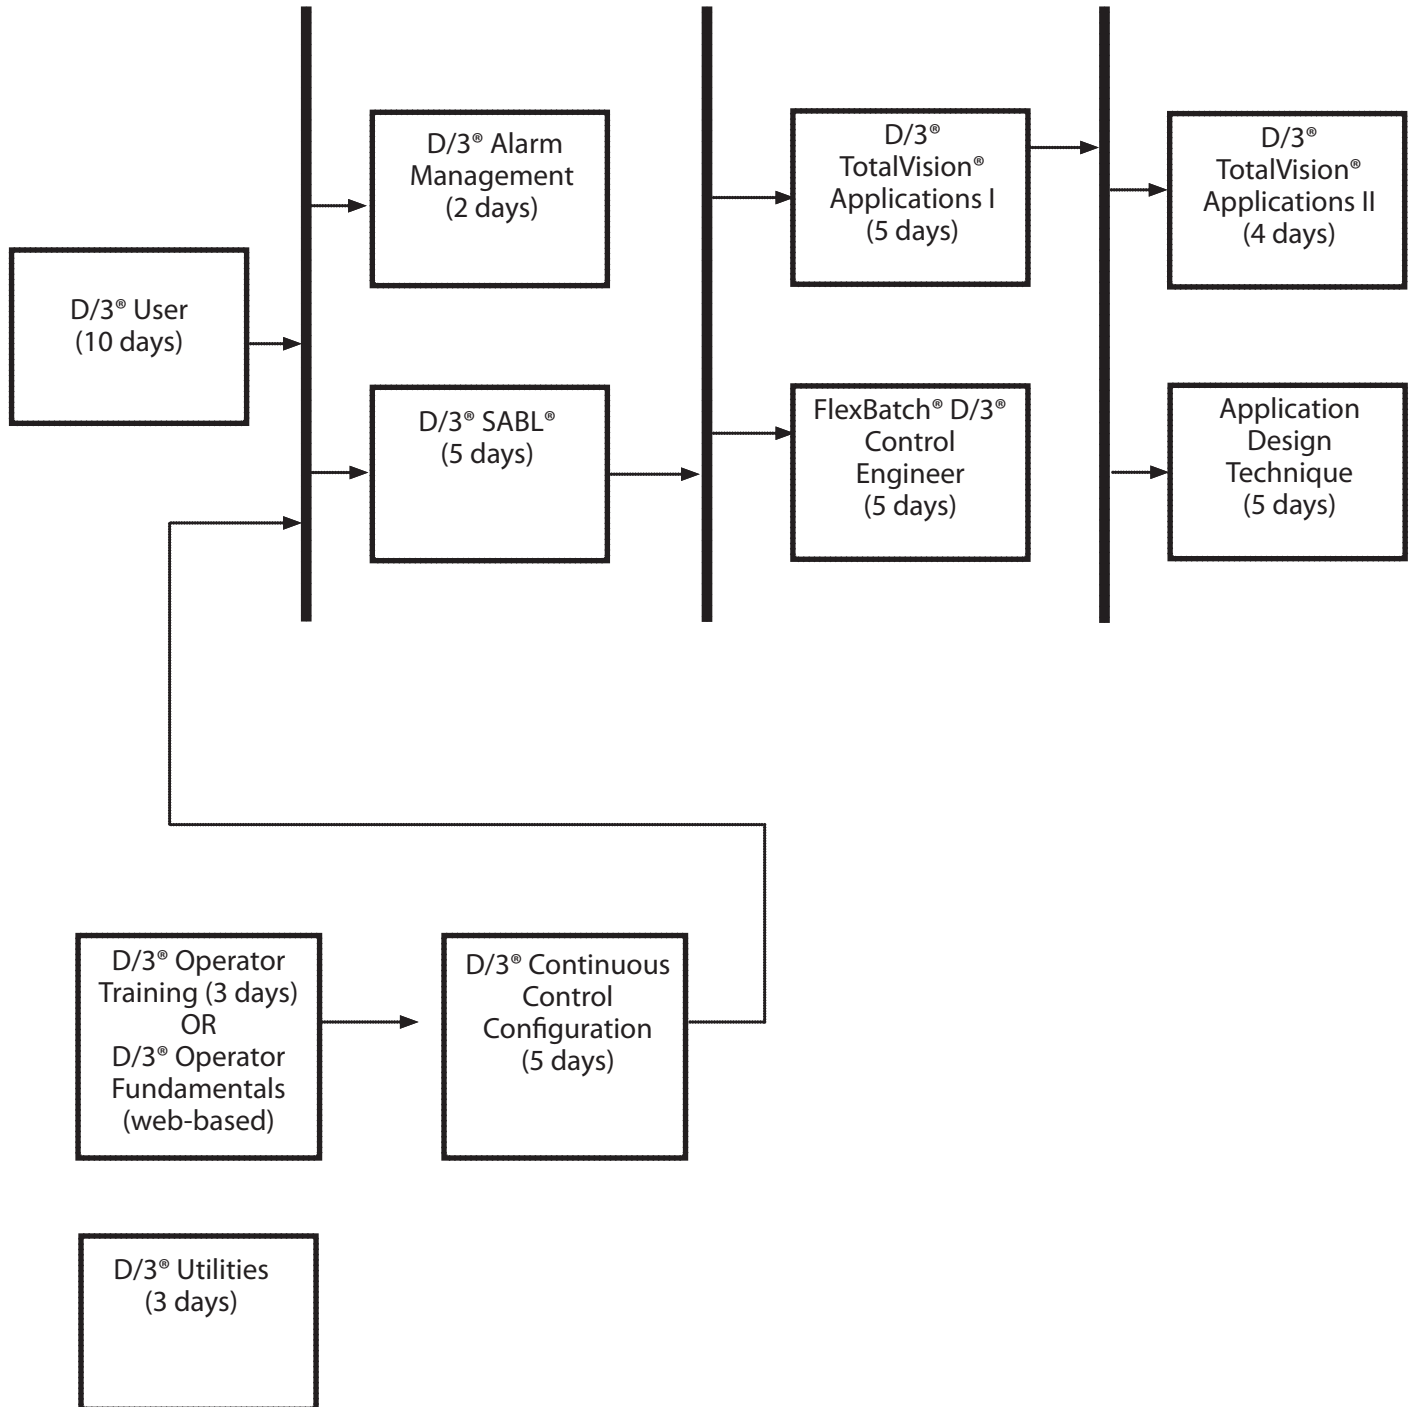 D/3® User
(10 days)
D/3® Alarm
Management
(2 days)
D/3® SABL®
(5 days)
D/3®
TotalVision®
Applications I
(5 days)
FlexBatch® D/3®
Control
Engineer
(5 days)
D/3®
TotalVision®
Applications II
(4 days)
Application
Design
Technique
(5 days)
D/3® Operator
Training (3 days)
OR
D/3® Operator
Fundamentals
(web-based)
D/3® Continuous
Control
Configuration
(5 days)
D/3® Utilities
(3 days)